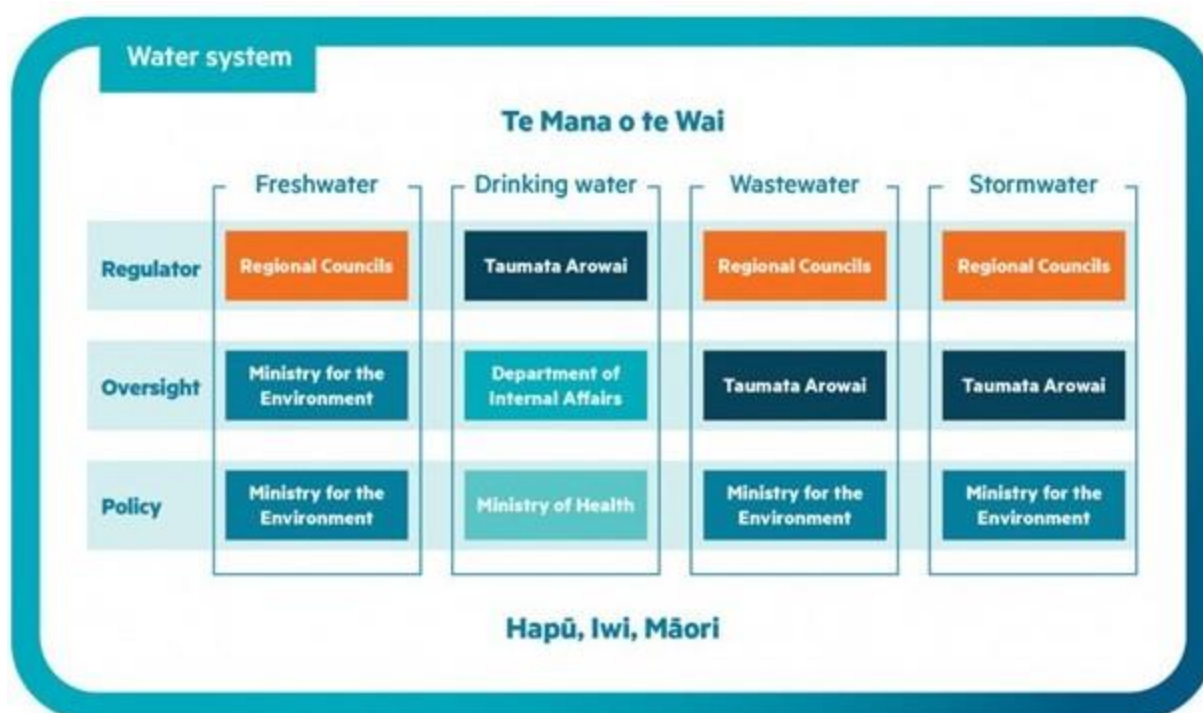 Water system
Te Mana o te Wai
Freshwater
Drinking water
Wastewater
Stormwater
Regulator
Regional Councils
Taumata Arowai
Regional Councils
Regional Councils
Oversight
Ministry for the
Environment
Department of
Internal Affairs
Taumata Arowai
Taumata Arowai
Policy
Ministry for the
Environment
Ministry of Health
Ministry for the
Environment
Ministry for the
Environment
Hapū, Iwi, Māori